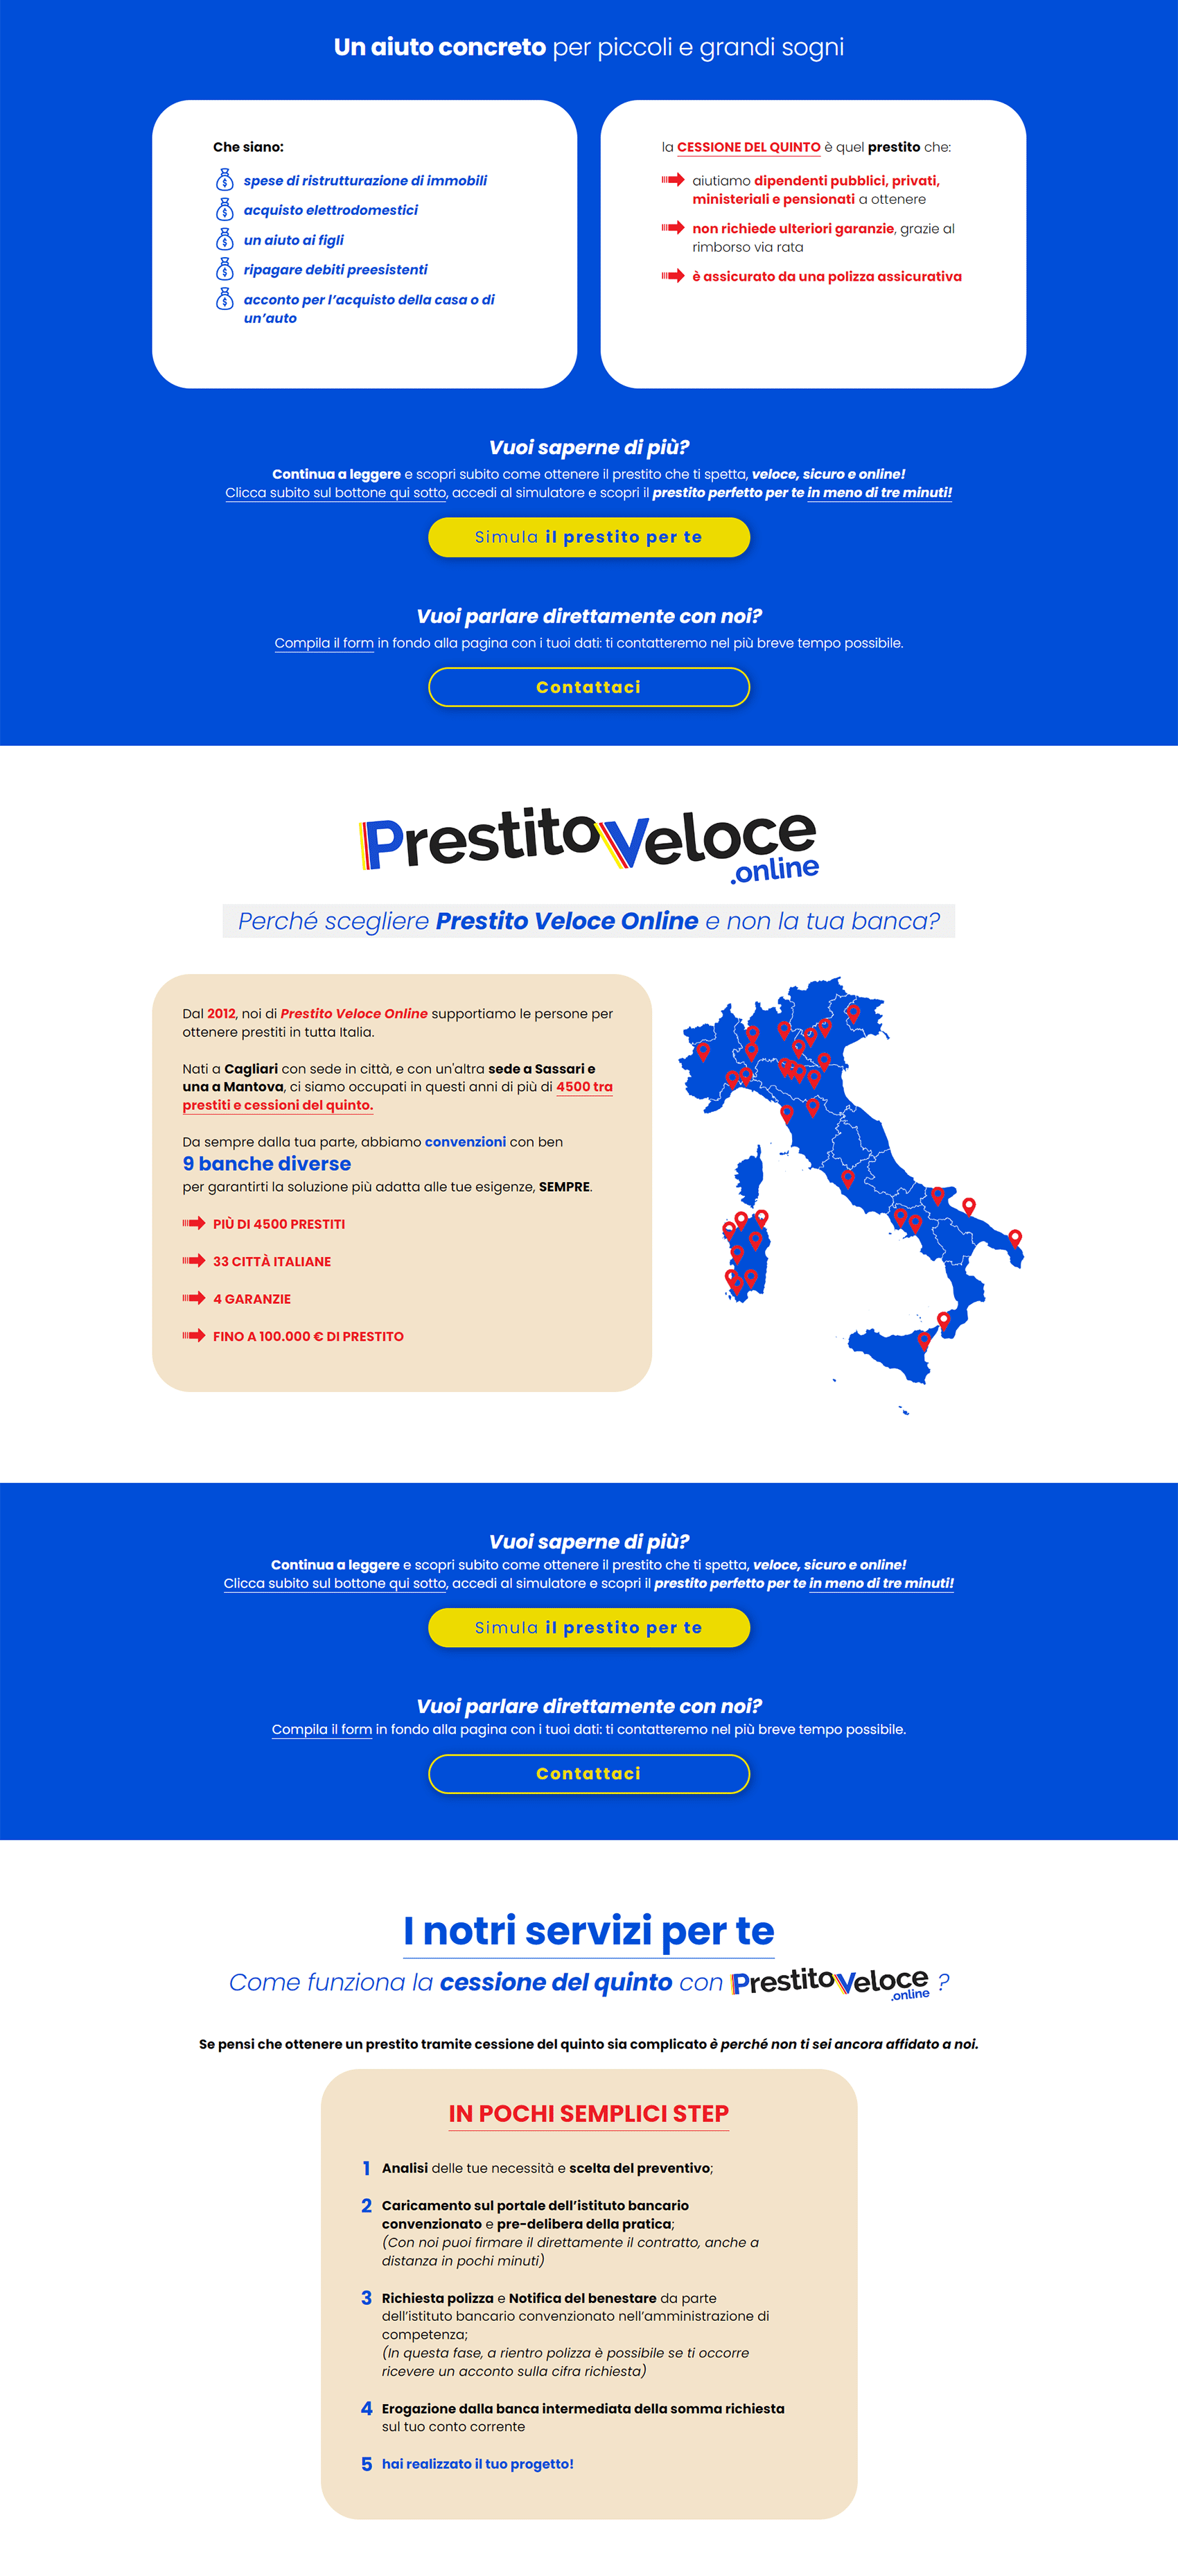 Un aiuto concreto per piccoli e grandi sogni
Che siano:
spese di ristrutturazione di immobili
acquisto elettrodomestici
un aiuto ai figli
ripagare debiti preesistenti
acconto per l’acquisto della casa o di
un’auto
la CESSIONE DEL QUINTO è quel prestito che:
aiutiamo dipendenti pubblici, privati,
ministeriali e pensionati a ottenere
non richiede ulteriori garanzie, grazie al
rimborso via rata
è assicurato da una polizza assicurativa
Vuoi saperne di più?
Continua a leggere e scopri subito come ottenere il prestito che ti spetta, veloce, sicuro e online!
Clicca subito sul bottone qui sotto, accedi al simulatore e scopri il prestito perfetto per te in meno di tre minuti!
Simula il prestito per te
Vuoi parlare direttamente con noi?
Compila il form in fondo alla pagina con i tuoi dati: ti contatteremo nel più breve tempo possibile.
Contattaci
PrestitoVeloce
.online
Perché scegliere Prestito Veloce Online e non la tua banca?
Dal 2012, noi di Prestito Veloce Online supportiamo le persone per
ottenere prestiti in tutta Italia.
Nati a Cagliari con sede in città, e con un'altra sede a Sassari e
una a Mantova, ci siamo occupati in questi anni di più di 4500 tra
prestiti e cessioni del quinto.
Da sempre dalla tua parte, abbiamo convenzioni con ben
9 banche diverse
per garantirti la soluzione più adatta alle tue esigenze, SEMPRE.
PIÙ DI 4500 PRESTITI
33 CITTÀ ITALIANE
4 GARANZIE
FINO A 100.000 € DI PRESTITO
Vuoi saperne di più?
Continua a leggere e scopri subito come ottenere il prestito che ti spetta, veloce, sicuro e online!
Clicca subito sul bottone qui sotto, accedi al simulatore e scopri il prestito perfetto per te in meno di tre minuti!
Simula il prestito per te
Vuoi parlare direttamente con noi?
Compila il form in fondo alla pagina con i tuoi dati: ti contatteremo nel più breve tempo possibile.
Contattaci
I notri servizi per te
Come funziona la cessione del quinto con PrestitoVeloce .online ?
Se pensi che ottenere un prestito tramite cessione del quinto sia complicato è perché non ti sei ancora affidato a noi.
IN POCHI SEMPLICI STEP
1 Analisi delle tue necessità e scelta del preventivo;
2 Caricamento sul portale dell’istituto bancario
convenzionato e pre-delibera della pratica;
(Con noi puoi firmare il direttamente il contratto, anche a
distanza in pochi minuti)
3 Richiesta polizza e Notifica del benestare da parte
dell’istituto bancario convenzionato nell’amministrazione di
competenza;
(In questa fase, a rientro polizza è possibile se ti occorre
ricevere un acconto sulla cifra richiesta)
4 Erogazione dalla banca intermediata della somma richiesta
sul tuo conto corrente
5 hai realizzato il tuo progetto!